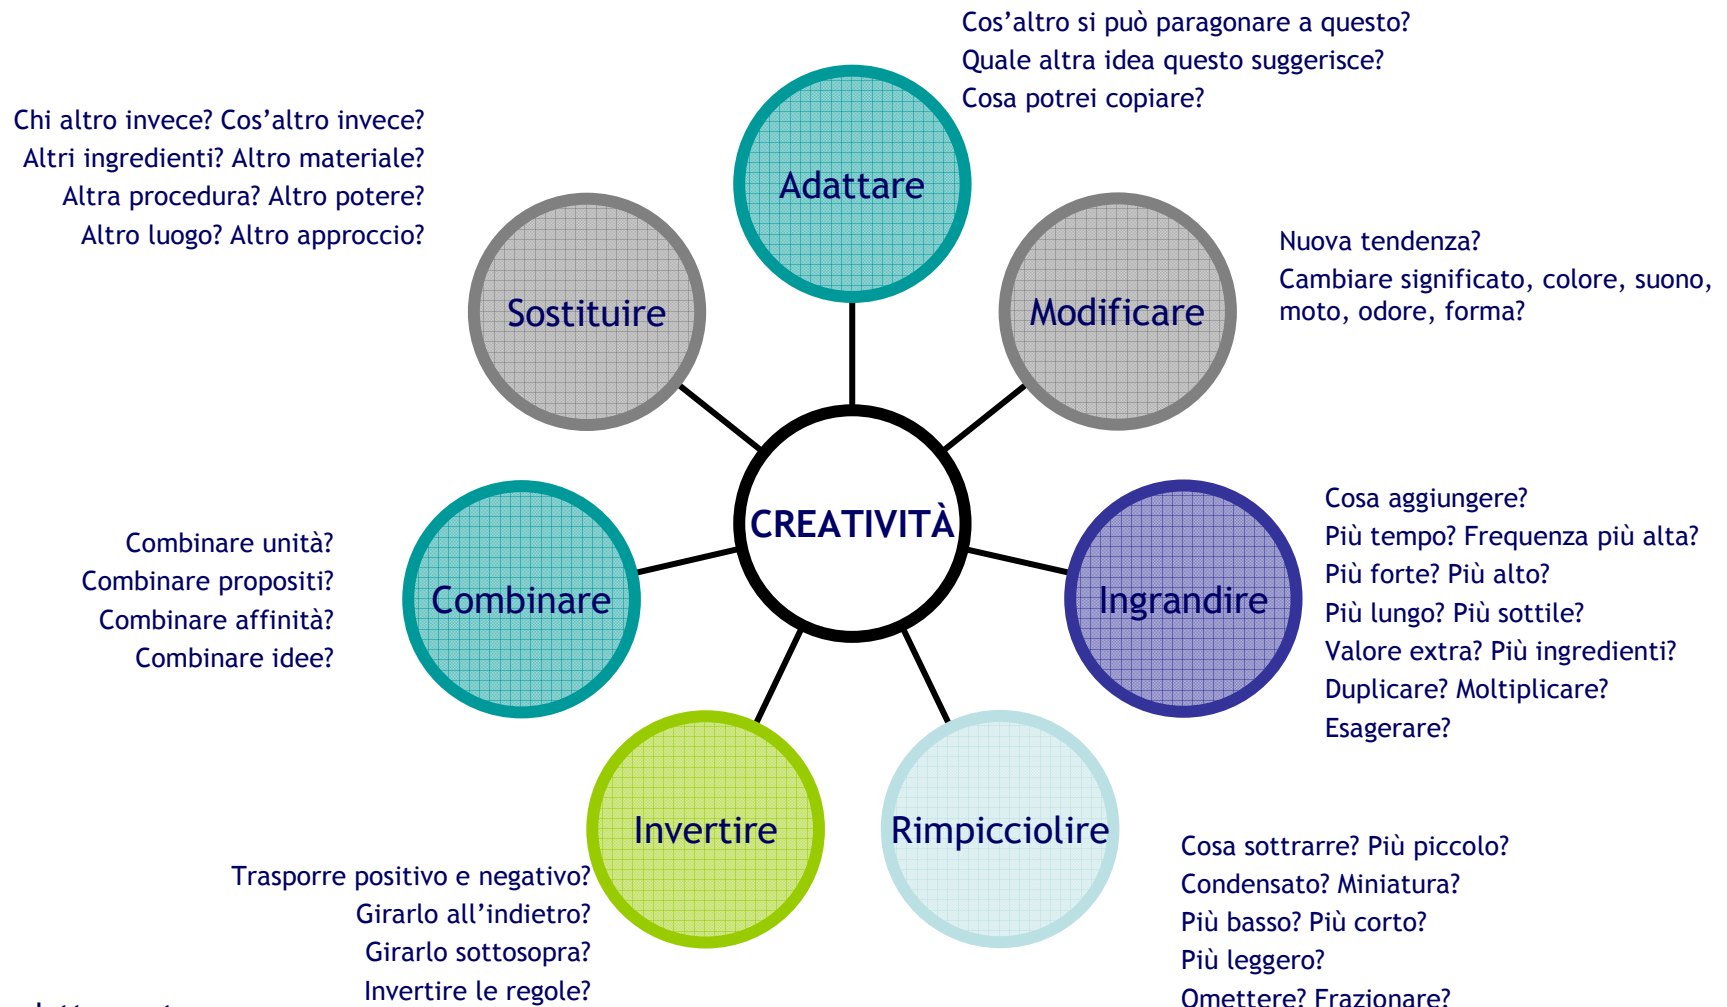 Cos’altro si può paragonare a questo?
Quale altra idea questo suggerisce?
Cosa potrei copiare?
Adattare
Chi altro invece? Cos’altro invece?
Altri ingredienti? Altro materiale?
Altra procedura? Altro potere?
Altro luogo? Altro approccio?
Sostituire
Modificare
Nuova tendenza?
Cambiare significato, colore, suono,
moto, odore, forma?
CREATIVITÀ
Combinare unità?
Combinare propositi?
Combinare affinità?
Combinare idee?
Combinare
Ingrandire
Cosa aggiungere?
Più tempo? Frequenza più alta?
Più forte? Più alto?
Più lungo? Più sottile?
Valore extra? Più ingredienti?
Duplicare? Moltiplicare?
Esagerare?
Invertire
Trasporre positivo e negativo?
Girarlo all’indietro?
Girarlo sottosopra?
Invertire le regole?
Rimpicciolire
Cosa sottrarre? Più piccolo?
Condensato? Miniatura?
Più basso? Più corto?
Più leggero?
Omettere? Frazionare?